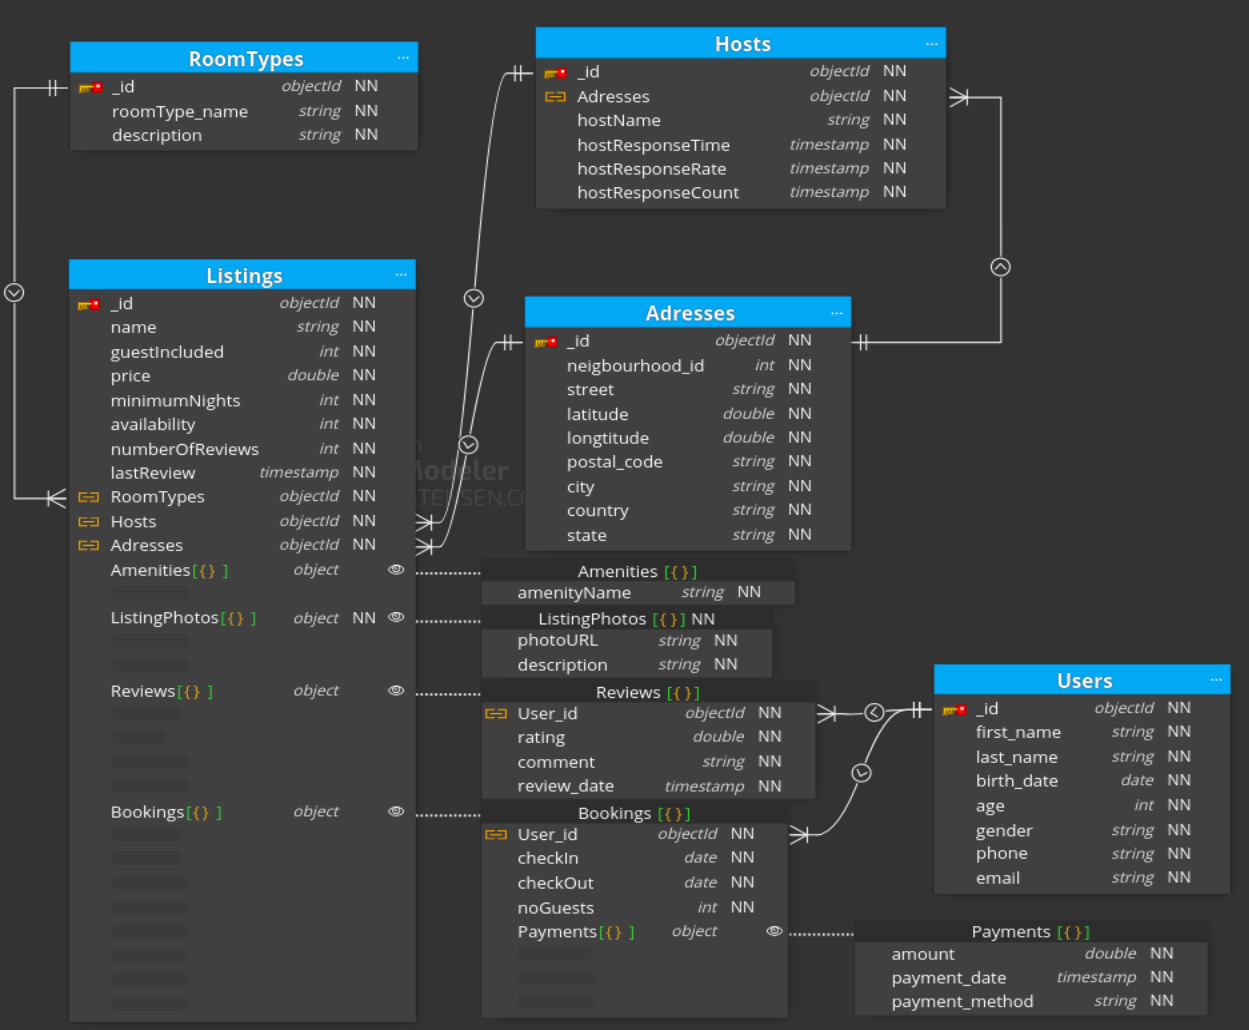 RoomTypes ...
_id objectId NN
roomType_name string NN
description string NN
Hosts ...
_id objectId NN
Adresses objectId NN
hostName string NN
hostResponseTime timestamp NN
hostResponseRate timestamp NN
hostResponseCount timestamp NN
Listings ...
_id objectId NN
name string NN
guestIncluded int NN
price double NN
minimumNights int NN
availability int NN
numberOfReviews int NN
lastReview timestamp NN
RoomTypes objectId NN
Hosts objectId NN
Adresses objectId NN
Amenities[{} ] object
ListingPhotos[{} ] object NN
Reviews[{} ] object
Bookings[{} ] object
Modeler
Adresses ...
_id objectId NN
neigbourhood_id int NN
street string NN
latitude double NN
longtitude double NN
postal_code string NN
city string NN
country string NN
state string NN
Amenities [{}]
amenityName string NN
ListingPhotos [{}] NN
photoURL string NN
description string NN
Reviews [{}]
User_id objectId NN
rating double NN
comment string NN
review_date timestamp NN
Bookings [{}]
User_id objectId NN
checkIn date NN
checkOut date NN
noGuests int NN
Payments[{} ] object
Users ...
_id objectId NN
first_name string NN
last_name string NN
birth_date date NN
age int NN
gender string NN
phone string NN
email string NN
Payments [{}]
amount double NN
payment_date timestamp NN
payment_method string NN